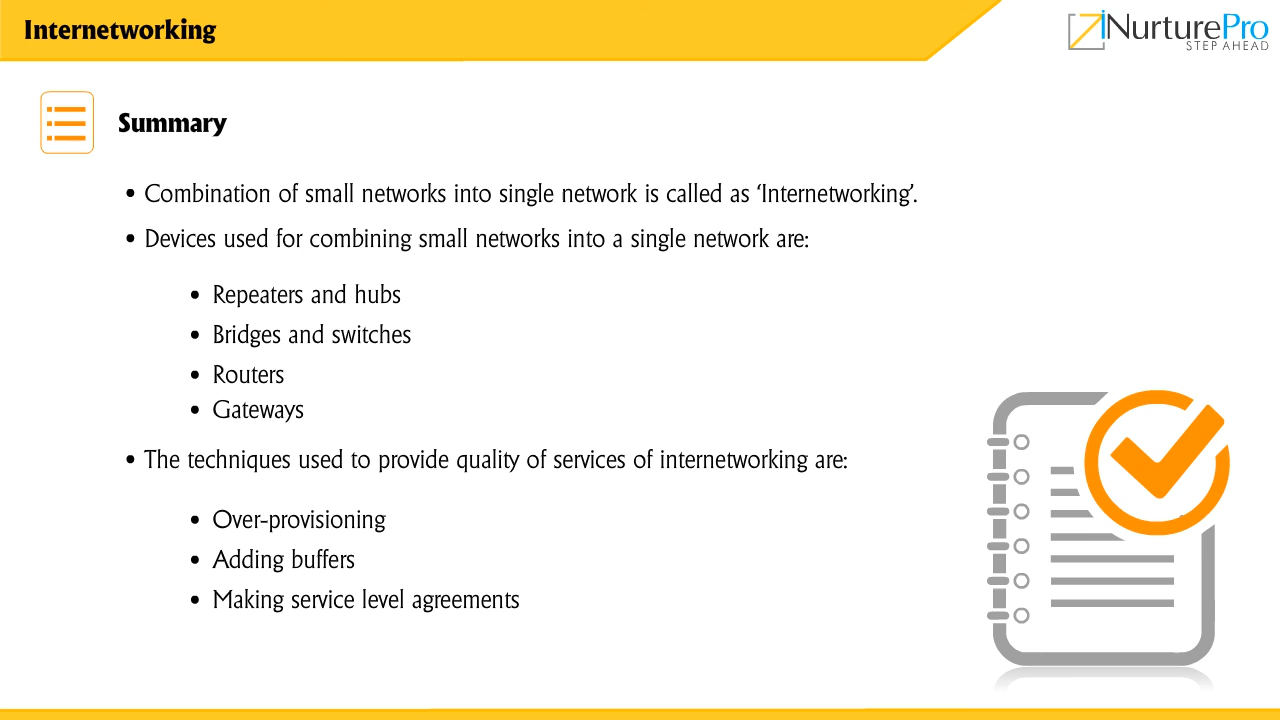 Internetworking
iNurturePro
STEP AHEAD
Summary
• Combination of small networks into single network is called as ‘Internetworking’.
• Devices used for combining small networks into a single network are:
• Repeaters and hubs
• Bridges and switches
• Routers
• Gateways
• The techniques used to provide quality of services of internetworking are:
• Over-provisioning
• Adding buffers
• Making service level agreements